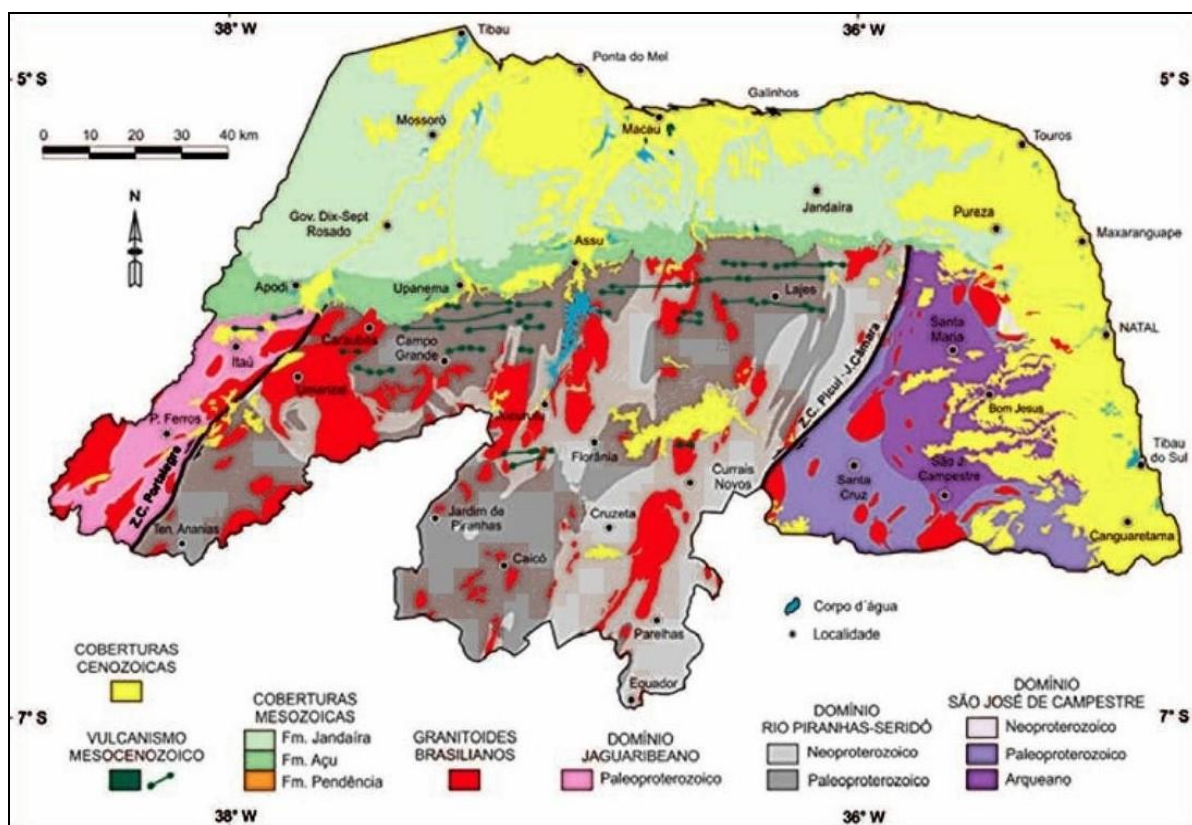 38° W
36° W
5° S
5° S
Tibau
Ponta do Mel
Galinhos
0 10 20 30 40 km
Mossoró
Macau
Touros
N
Gov. Dix-Sept
Rosado
Jandaíra
Pureza
Maxaranguape
Assu
Apodi
Upanema
Lajes
Caraúbas
Campo
Grande
Itaú
Umarizal
Santa
Maria
NATAL
Z.C. Picuí -J.Câmara
P. Ferros
Bom Jesus
Z.C. Portalegre
Florânia
Currais
Novos
Santa
Cruz
São J.
Campestre
Tibau
do Sul
Ten. Ananias
Jardim de
Piranhas
Cruzeta
Canguaretama
Caicó
Parelhas
Equador
Corpo d´água
Localidade
COBERTURAS
CENOZOICAS
VULCANISMO
MESOCENOZOICO
COBERTURAS
MESOZOICAS
Fm. Jandaíra
Fm. Açu
Fm. Pendência
GRANITOIDES
BRASILIANOS
DOMÍNIO
JAGUARIBEANO
Paleoproterozoico
DOMÍNIO
RIO PIRANHAS-SERIDÓ
Neoproterozoico
Paleoproterozoico
DOMÍNIO
SÃO JOSÉ DE CAMPESTRE
Neoproterozoico
Paleoproterozoico
Arqueano
7° S
7° S
38° W
36° W